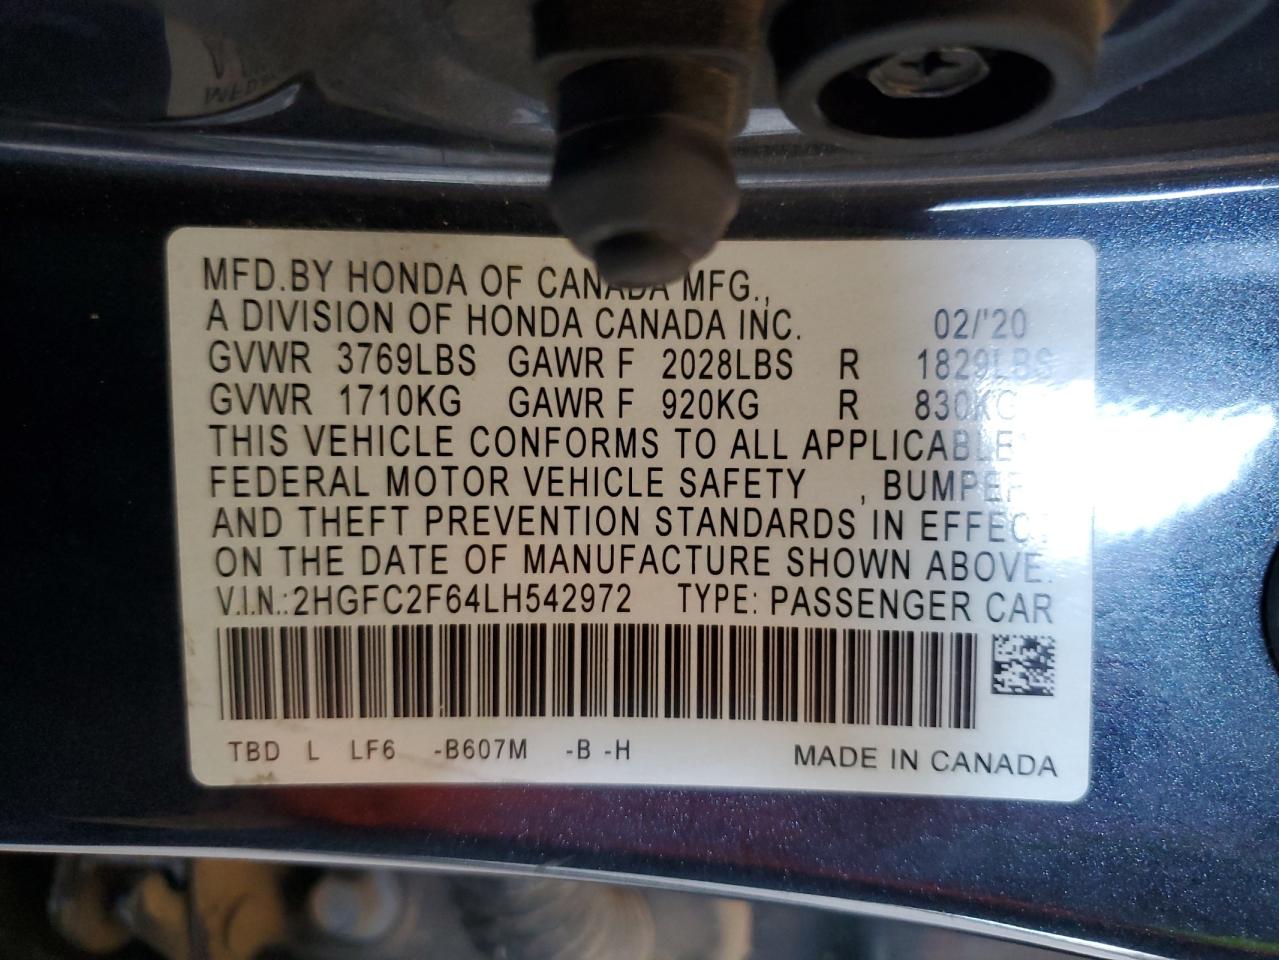 MFD.BY HONDA OF CANADA MFG.,
A DIVISION OF HONDA CANADA INC. 02/'20
GVWR 3769LBS GAWR F 2028LBS R 1829LBS
GVWR 1710KG GAWR F 920KG R 830KG
THIS VEHICLE CONFORMS TO ALL APPLICABLE
FEDERAL MOTOR VEHICLE SAFETY , BUMPER
AND THEFT PREVENTION STANDARDS IN EFFECT
ON THE DATE OF MANUFACTURE SHOWN ABOVE.
V.I.N.:2HGFC2F64LH542972 TYPE: PASSENGER CAR
TBD L LF6 -B607M -B -H MADE IN CANADA